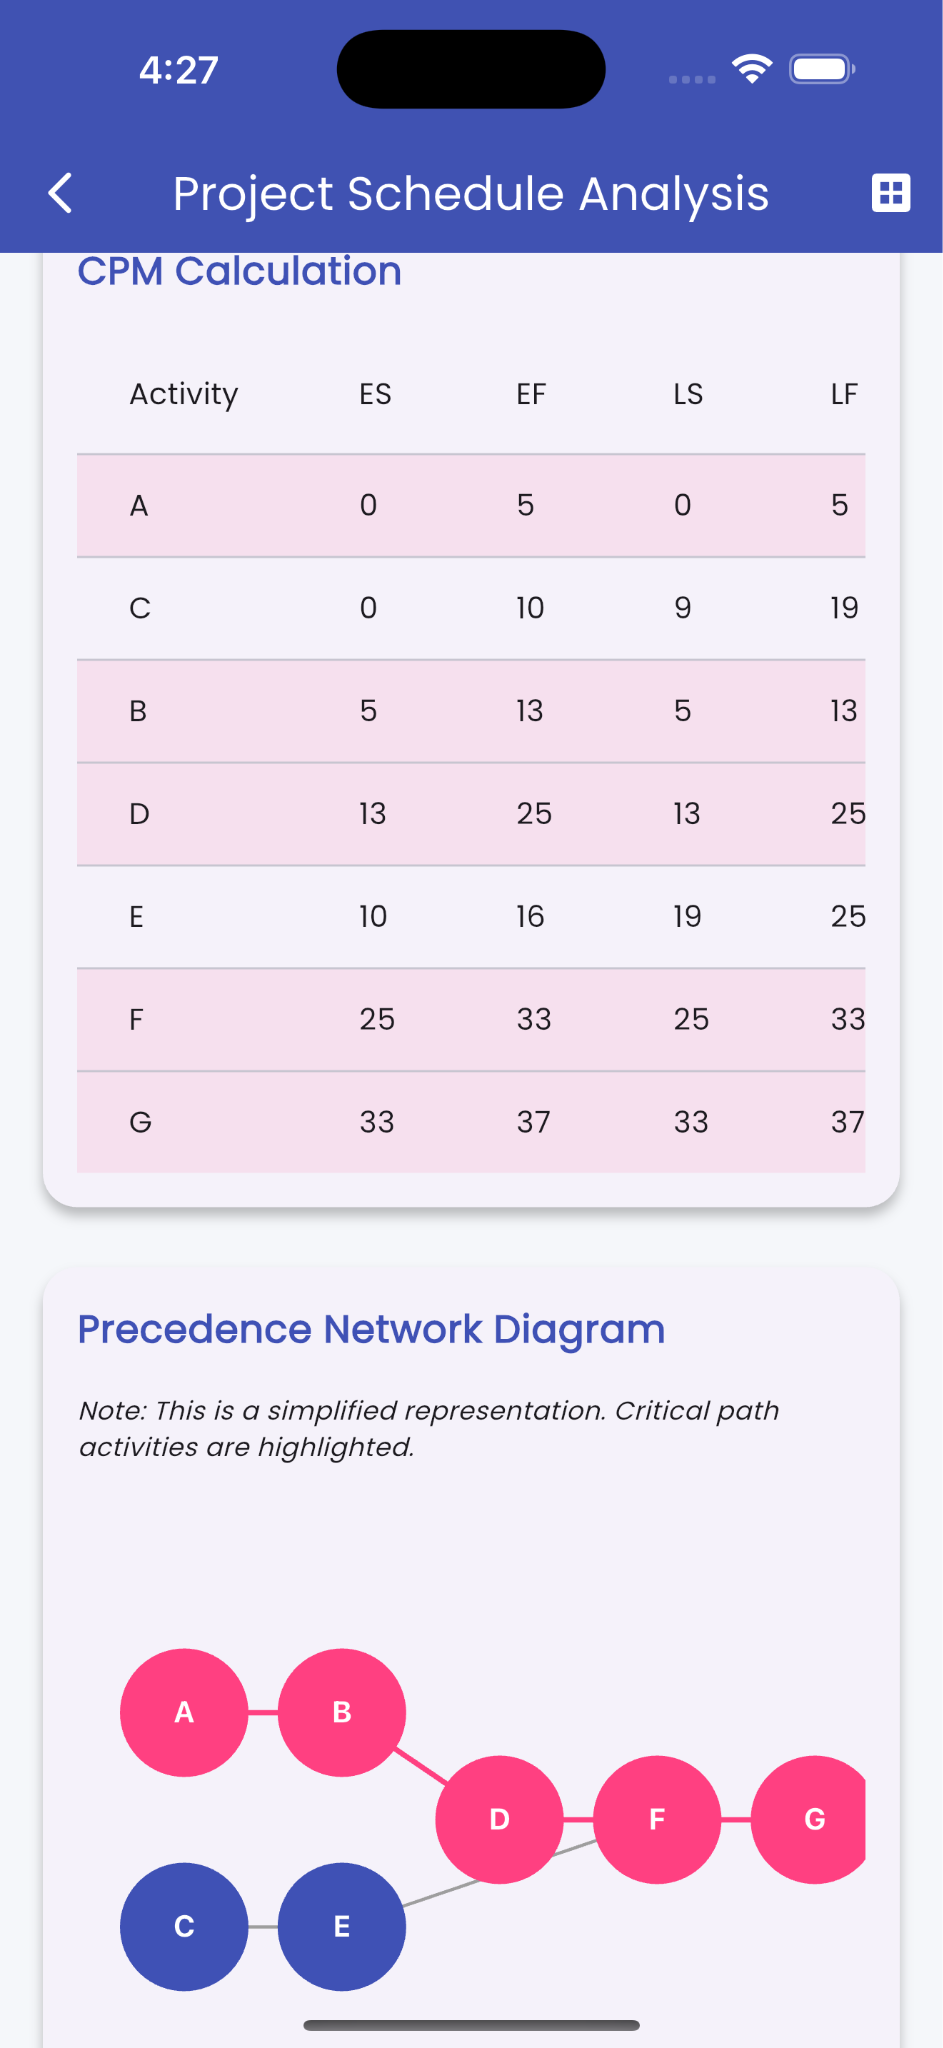 4:27
Project Schedule Analysis
CPM Calculation
Activity ES EF LS LF
A 0 5 0 5
C 0 10 9 19
B 5 13 5 13
D 13 25 13 25
E 10 16 19 25
F 25 33 25 33
G 33 37 33 37
Precedence Network Diagram
Note: This is a simplified representation. Critical path
activities are highlighted.
A B
D F G
C E